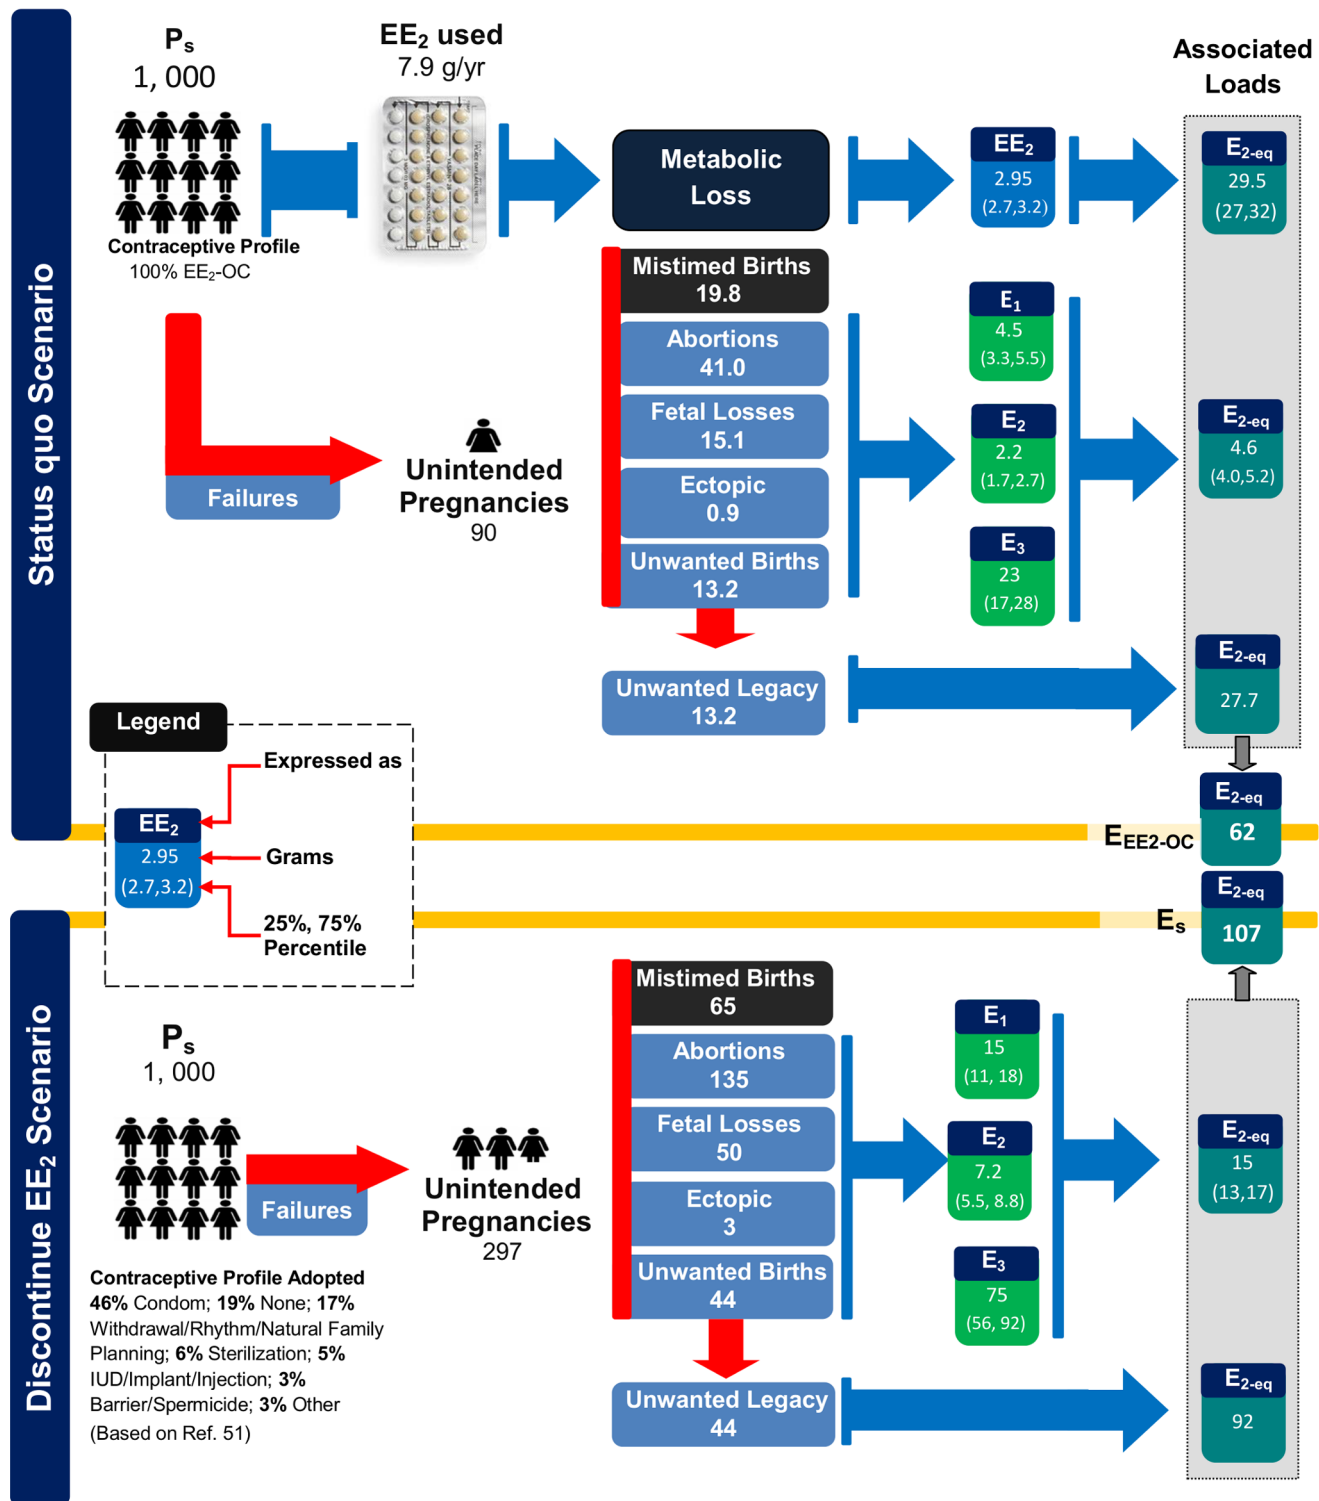 Status quo Scenario
P_s
1, 000
Contraceptive Profile
100% EE₂-OC
EE₂ used
7.9 g/yr
Metabolic
Loss
EE₂
2.95
(2.7,3.2)
Associated
Loads
E₂-eq
29.5
(27,32)
Failures
Unintended
Pregnancies
90
Mistimed Births
19.8
Abortions
41.0
Fetal Losses
15.1
Ectopic
0.9
Unwanted Births
13.2
E₁
4.5
(3.3,5.5)
E₂
2.2
(1.7,2.7)
E₃
23
(17,28)
E₂-eq
4.6
(4.0,5.2)
Unwanted Legacy
13.2
E₂-eq
27.7
Legend
Expressed as
EE₂
2.95
(2.7,3.2)
Grams
25%, 75%
Percentile
E_EE2-OC
E₂-eq
62
E_s
E₂-eq
107
Discontinue EE₂ Scenario
P_s
1, 000
Failures
Unintended
Pregnancies
297
Contraceptive Profile Adopted
46% Condom; 19% None; 17%
Withdrawal/Rhythm/Natural Family
Planning; 6% Sterilization; 5%
IUD/Implant/Injection; 3%
Barrier/Spermicide; 3% Other
(Based on Ref. 51)
Mistimed Births
65
Abortions
135
Fetal Losses
50
Ectopic
3
Unwanted Births
44
Unwanted Legacy
44
E₁
15
(11, 18)
E₂
7.2
(5.5, 8.8)
E₃
75
(56, 92)
E₂-eq
15
(13,17)
E₂-eq
92